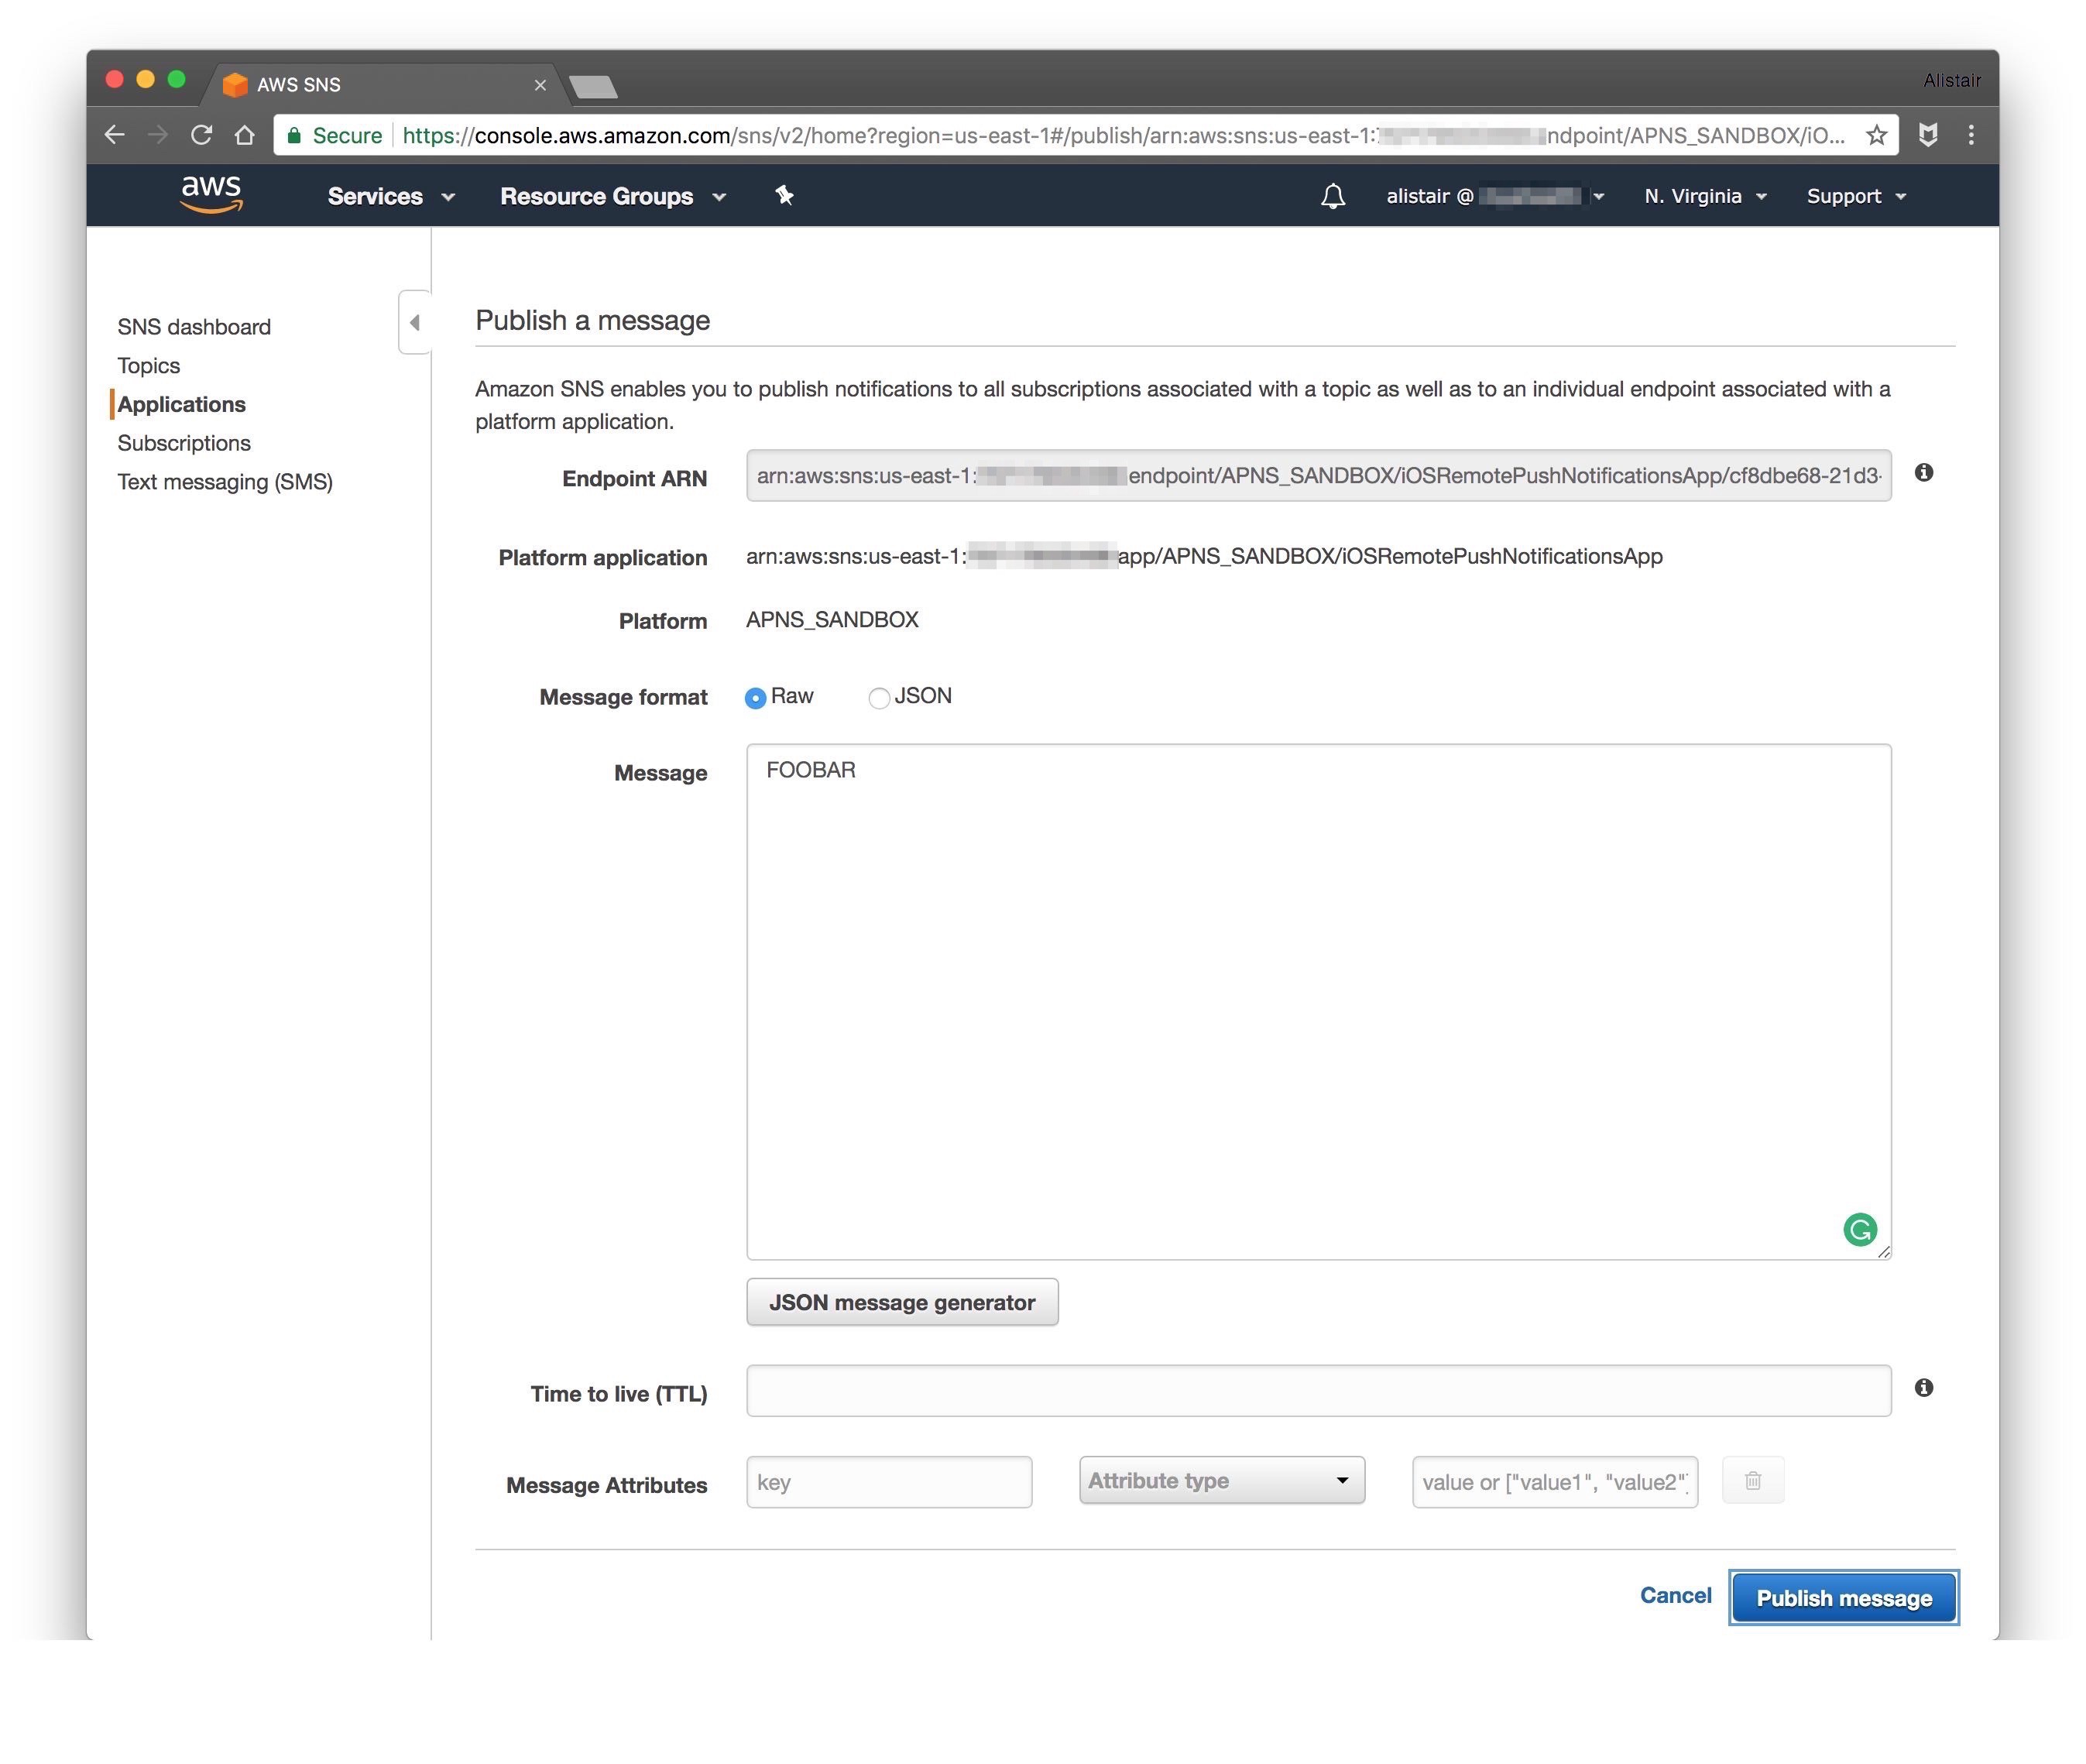 AWS SNS
Alistair
Secure https://console.aws.amazon.com/sns/v2/home?region=us-east-1#/publish/arn:aws:sns:us-east-1: ndpoint/APNS_SANDBOX/iO...
aws Services Resource Groups alistair @ N. Virginia Support
SNS dashboard
Topics
Applications
Subscriptions
Text messaging (SMS)
Publish a message
Amazon SNS enables you to publish notifications to all subscriptions associated with a topic as well as to an individual endpoint associated with a
platform application.
Endpoint ARN arn:aws:sns:us-east-1: endpoint/APNS_SANDBOX/iOSRemotePushNotificationsApp/cf8dbe68-21d3-
Platform application arn:aws:sns:us-east-1: app/APNS_SANDBOX/iOSRemotePushNotificationsApp
Platform APNS_SANDBOX
Message format Raw JSON
Message FOOBAR
JSON message generator
Time to live (TTL)
Message Attributes key Attribute type value or ["value1", "value2"]
Cancel Publish message